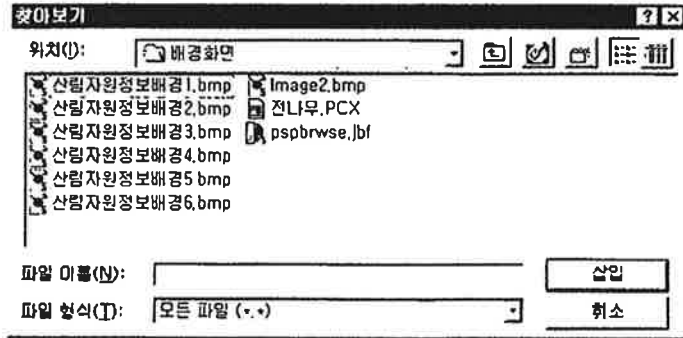 찾아보기
위치(I): 배경화면
산림자원정보배경1.bmp Image2.bmp
산림자원정보배경2.bmp 전나무.PCX
산림자원정보배경3.bmp pspbrwse.jbf
산림자원정보배경4.bmp
산림자원정보배경5.bmp
산림자원정보배경6.bmp
파일 이름(N): 삽입
파일 형식(T): 모든 파일 (*.*) 취소